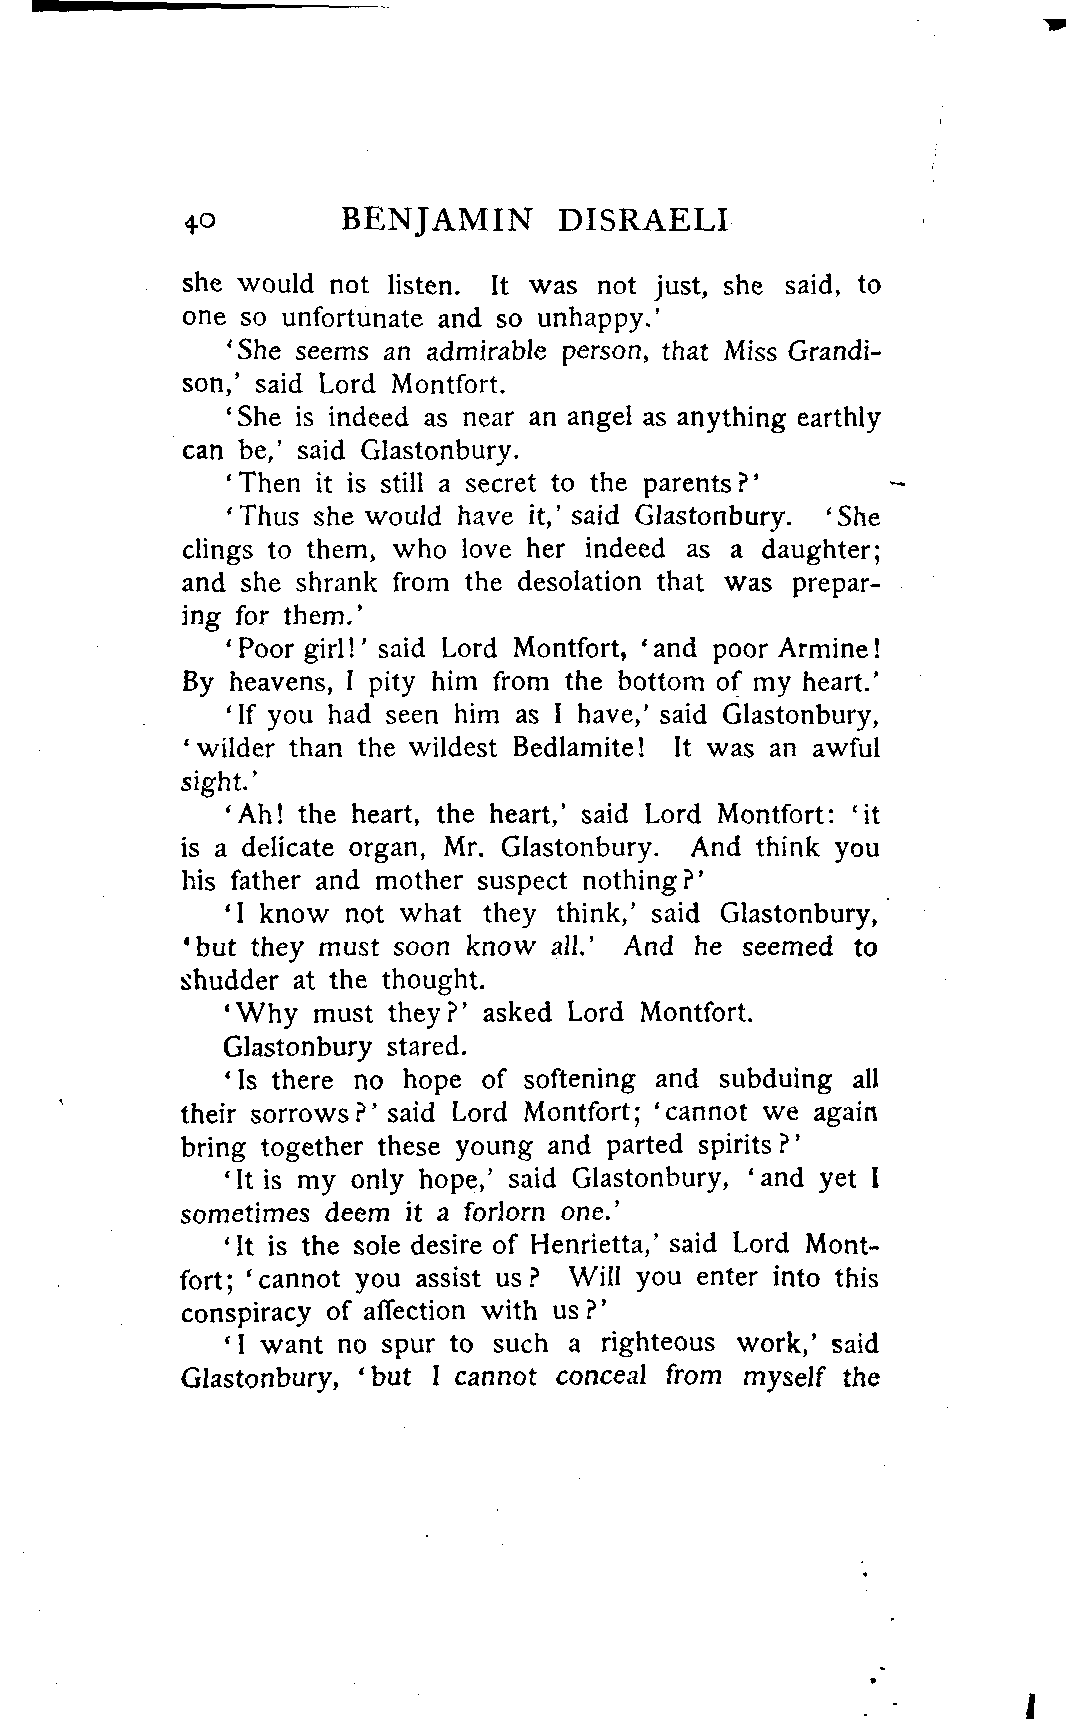 40 BENJAMIN DISRAELI
she would not listen. It was not just, she said, to
one so unfortunate and so unhappy.’
‘She seems an admirable person, that Miss Grandi-
son,’ said Lord Montfort.
‘She is indeed as near an angel as anything earthly
can be,’ said Glastonbury.
‘Then it is still a secret to the parents?’
‘Thus she would have it,’ said Glastonbury. ‘She
clings to them, who love her indeed as a daughter;
and she shrank from the desolation that was prepar-
ing for them.’
‘Poor girl!’ said Lord Montfort, ‘and poor Armine!
By heavens, I pity him from the bottom of my heart.’
‘If you had seen him as I have,’ said Glastonbury,
‘wilder than the wildest Bedlamite! It was an awful
sight.’
‘Ah! the heart, the heart,’ said Lord Montfort: ‘it
is a delicate organ, Mr. Glastonbury. And think you
his father and mother suspect nothing?’
‘I know not what they think,’ said Glastonbury,
‘but they must soon know all.’ And he seemed to
shudder at the thought.
‘Why must they?’ asked Lord Montfort.
Glastonbury stared.
‘Is there no hope of softening and subduing all
their sorrows?’ said Lord Montfort; ‘cannot we again
bring together these young and parted spirits?’
‘It is my only hope,’ said Glastonbury, ‘and yet I
sometimes deem it a forlorn one.’
‘It is the sole desire of Henrietta,’ said Lord Mont-
fort; ‘cannot you assist us? Will you enter into this
conspiracy of affection with us?’
‘I want no spur to such a righteous work,’ said
Glastonbury, ‘but I cannot conceal from myself the